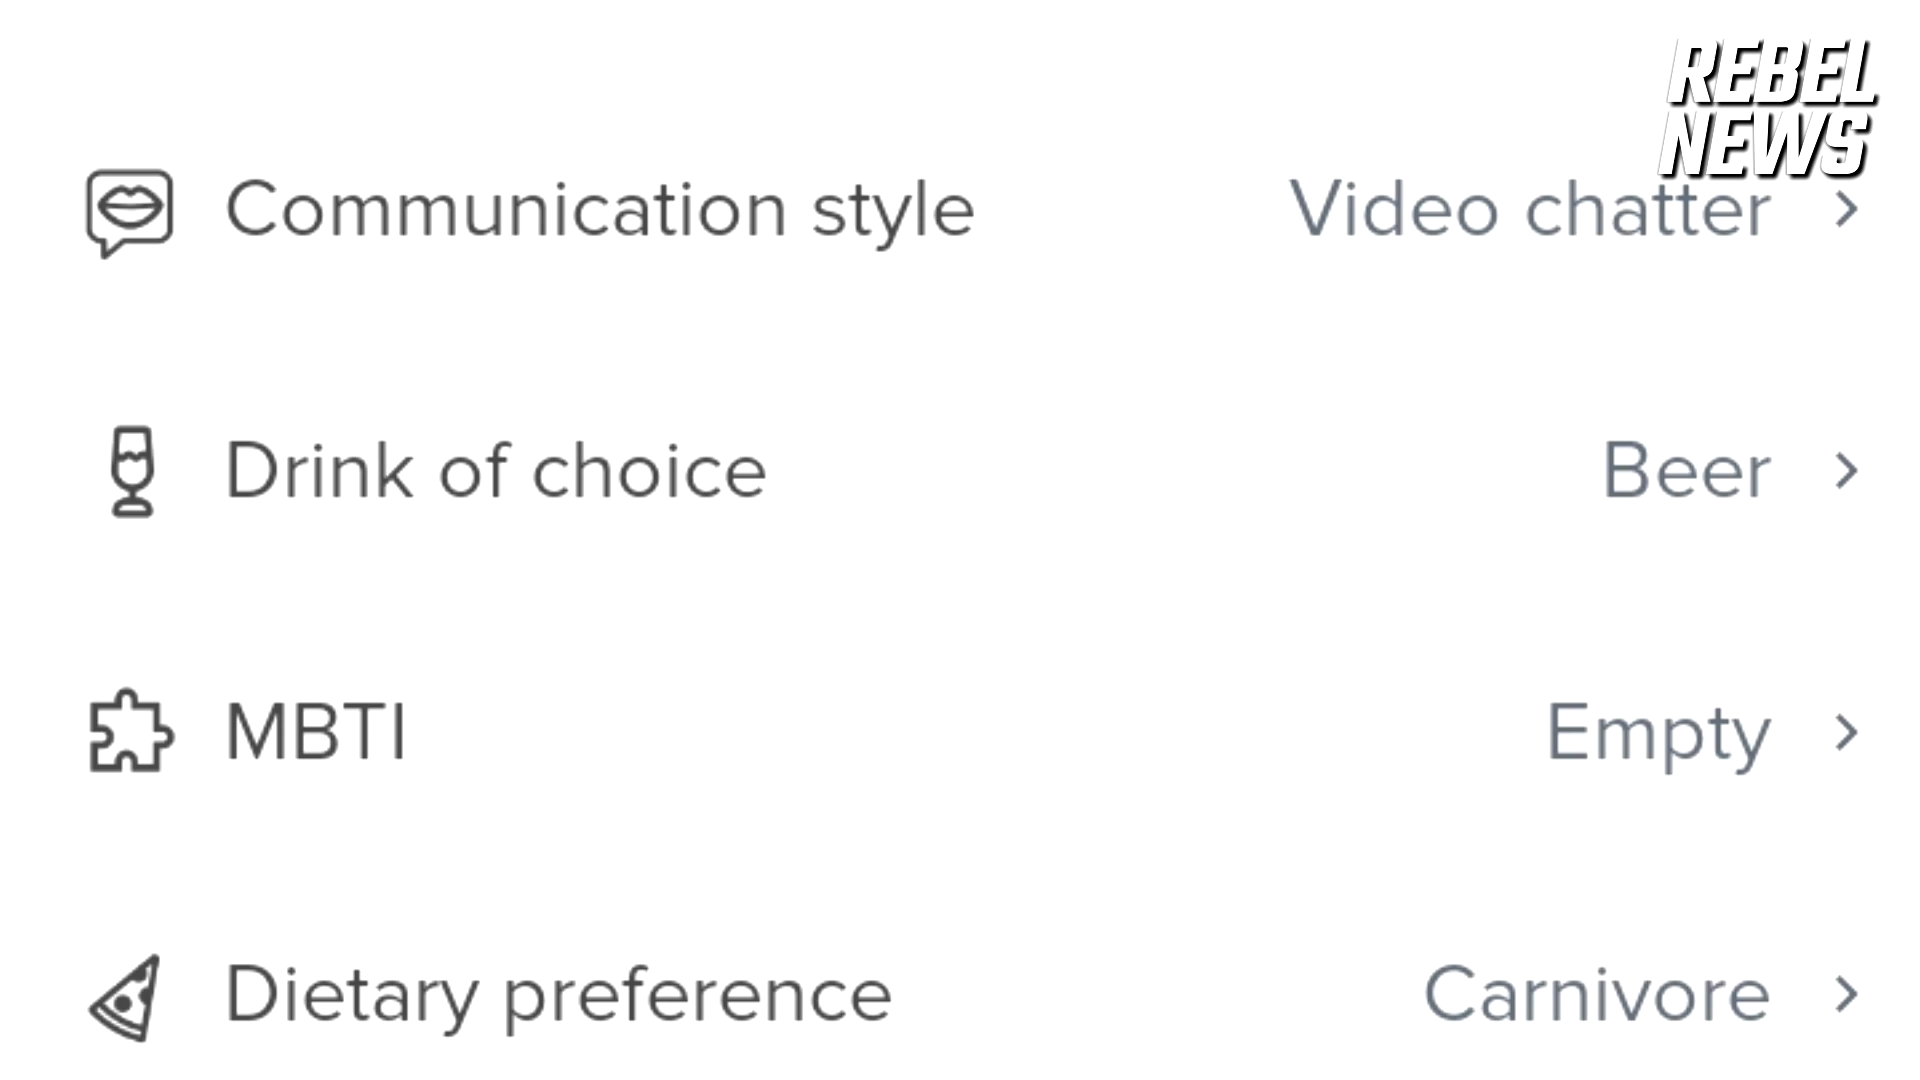 REBEL
NEWS
Communication style Video chatter
Drink of choice Beer
MBTI Empty
Dietary preference Carnivore